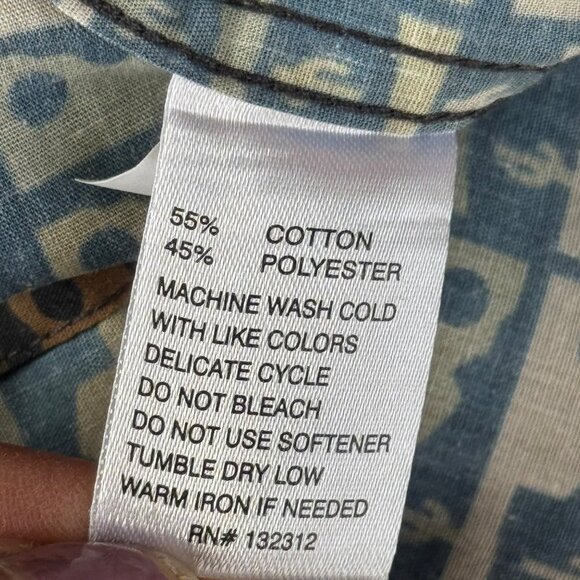 55% COTTON
45% POLYESTER
MACHINE WASH COLD
WITH LIKE COLORS
DELICATE CYCLE
DO NOT BLEACH
DO NOT USE SOFTENER
TUMBLE DRY LOW
WARM IRON IF NEEDED
RN# 132312